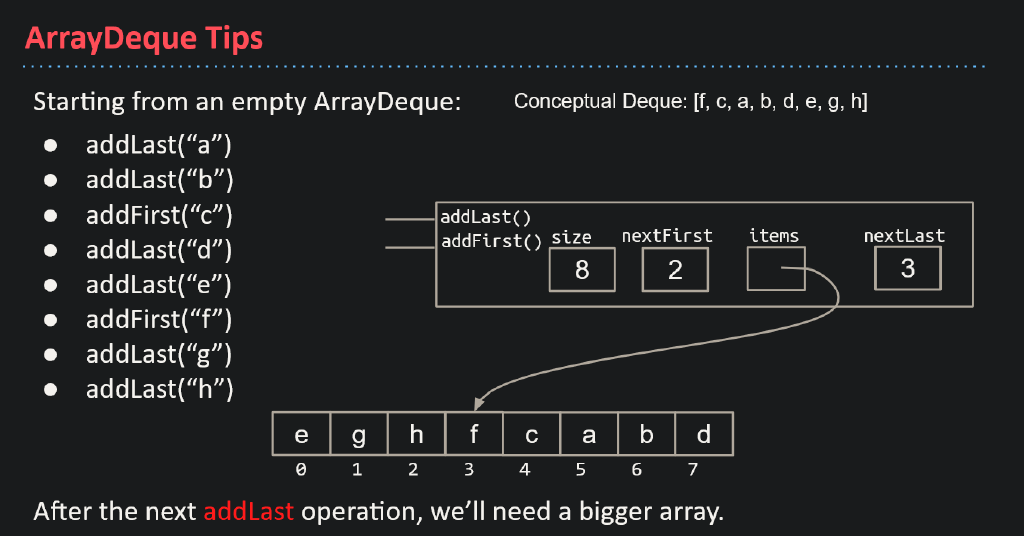 ArrayDeque Tips
Starting from an empty ArrayDeque:
Conceptual Deque: [f, c, a, b, d, e, g, h]
● addLast(“a”)
● addLast(“b”)
● addFirst(“c”)
● addLast(“d”)
● addLast(“e”)
● addFirst(“f”)
● addLast(“g”)
● addLast(“h”)
addLast()
addFirst() size nextFirst items nextLast
8 2 3
e g h f c a b d
0 1 2 3 4 5 6 7
After the next addLast operation, we’ll need a bigger array.